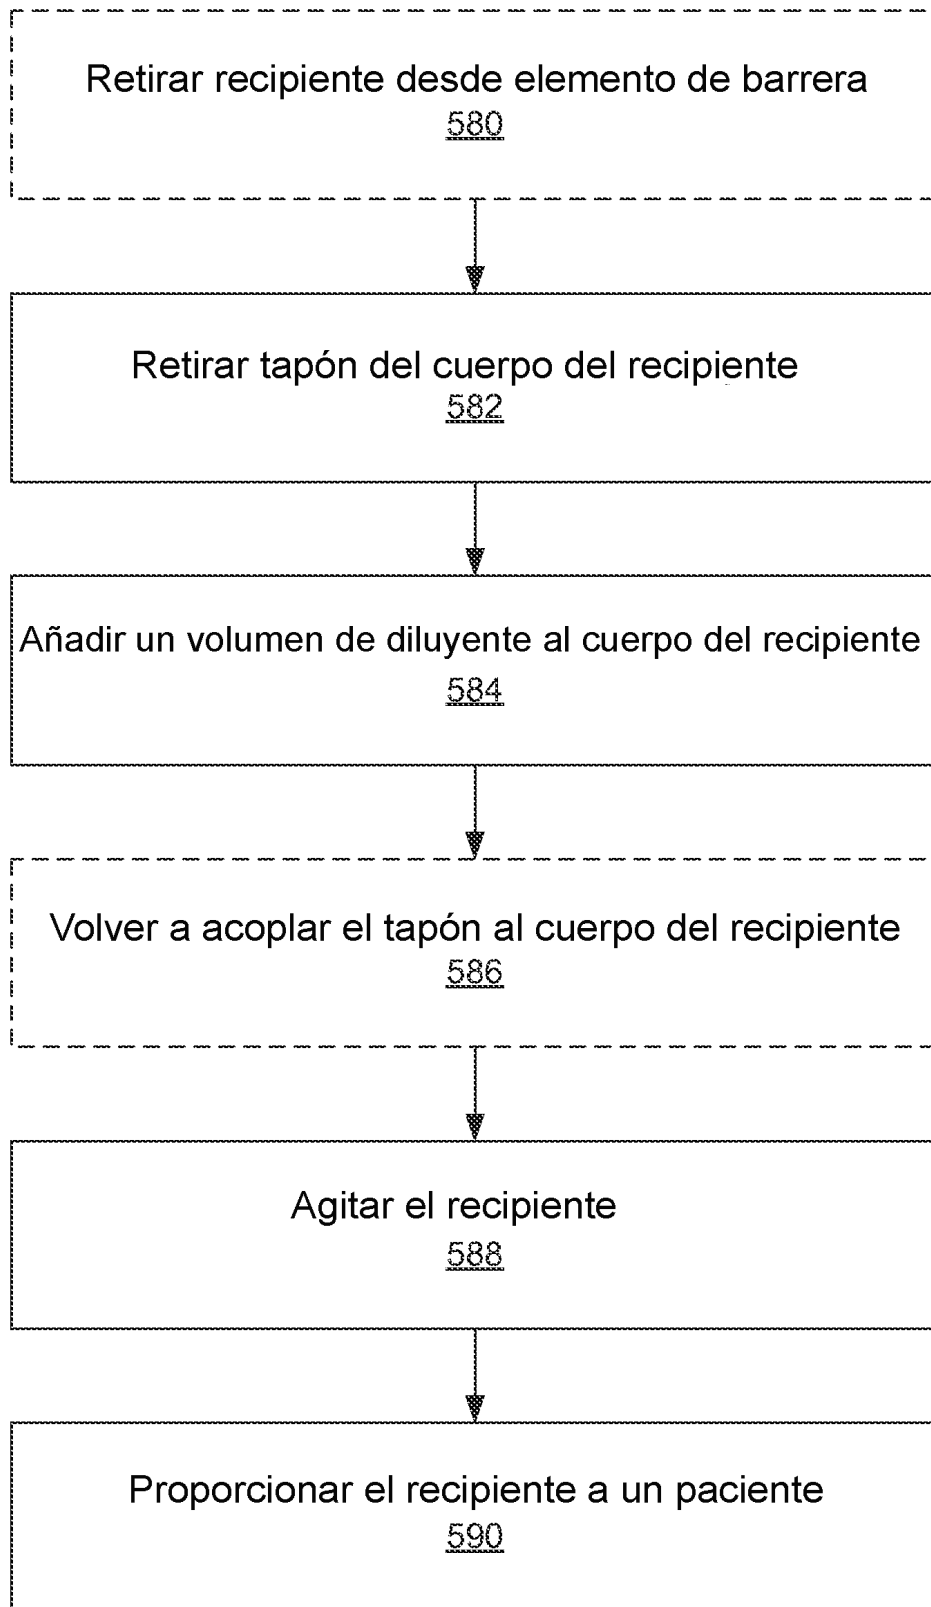 Retirar recipiente desde elemento de barrera
580
Retirar tapón del cuerpo del recipiente
582
Añadir un volumen de diluyente al cuerpo del recipiente
584
Volver a acoplar el tapón al cuerpo del recipiente
586
Agitar el recipiente
588
Proporcionar el recipiente a un paciente
590